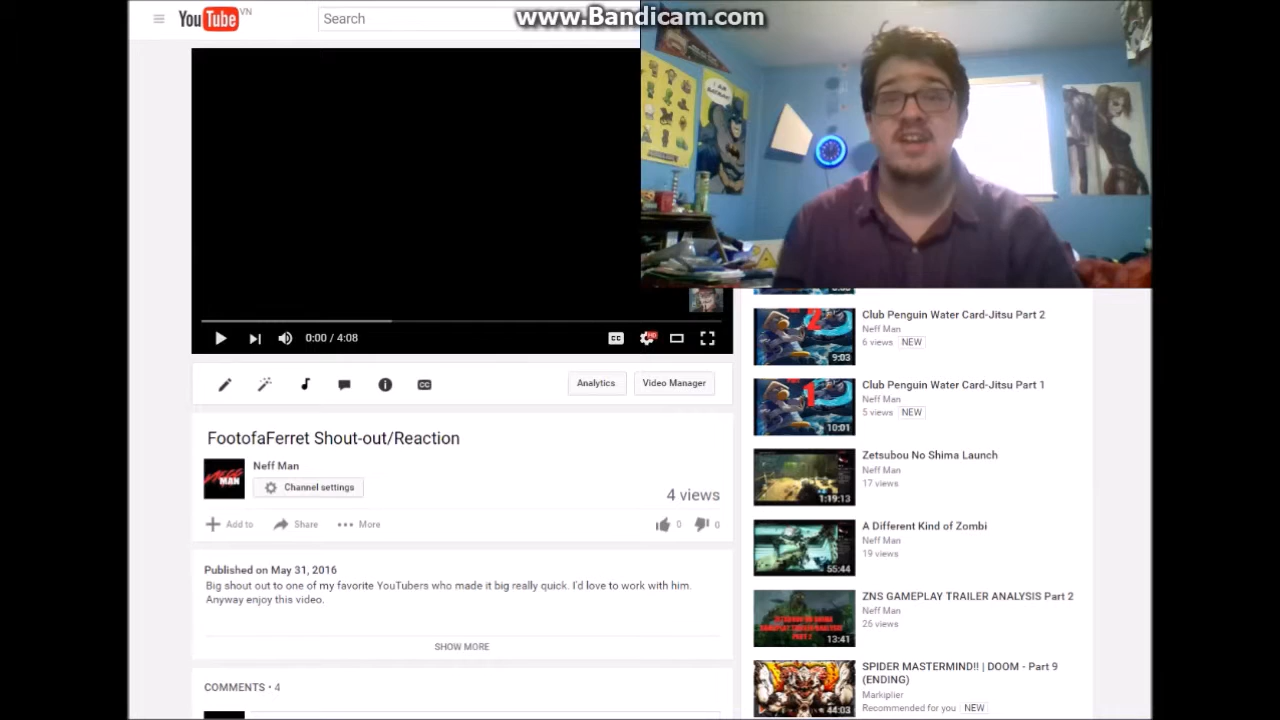 YouTube VN
Search
www.Bandicam.com
I AM BATMAN!
0:00 / 4:08
CC
HD
Analytics
Video Manager
FootofaFerret Shout-out/Reaction
Neff Man
Channel settings
4 views
Add to
Share
More
0
0
Published on May 31, 2016
Big shout out to one of my favorite YouTubers who made it big really quick. I'd love to work with him.
Anyway enjoy this video.
SHOW MORE
COMMENTS • 4
2
9:03
Club Penguin Water Card-Jitsu Part 2
Neff Man
6 views NEW
1
10:01
Club Penguin Water Card-Jitsu Part 1
Neff Man
5 views NEW
1:19:13
Zetsubou No Shima Launch
Neff Man
17 views
55:44
A Different Kind of Zombi
Neff Man
19 views
13:41
ZNS GAMEPLAY TRAILER ANALYSIS Part 2
Neff Man
26 views
44:03
SPIDER MASTERMIND!! | DOOM - Part 9
(ENDING)
Markiplier
Recommended for you NEW